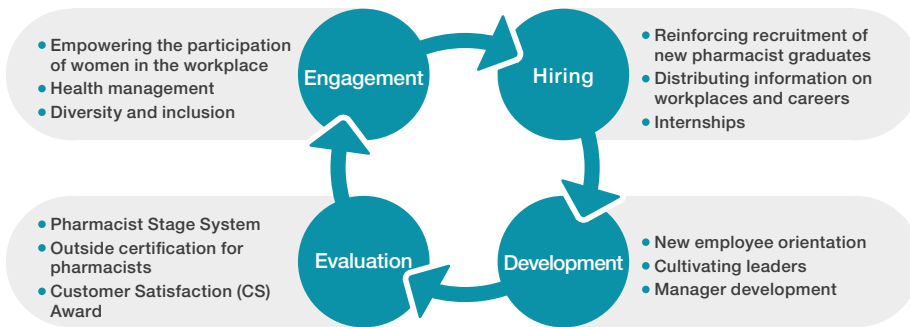 • Empowering the participation
of women in the workplace
• Health management
• Diversity and inclusion
Engagement
Hiring
• Reinforcing recruitment of
new pharmacist graduates
• Distributing information on
workplaces and careers
• Internships
• Pharmacist Stage System
• Outside certification for
pharmacists
• Customer Satisfaction (CS)
Award
Evaluation
Development
• New employee orientation
• Cultivating leaders
• Manager development